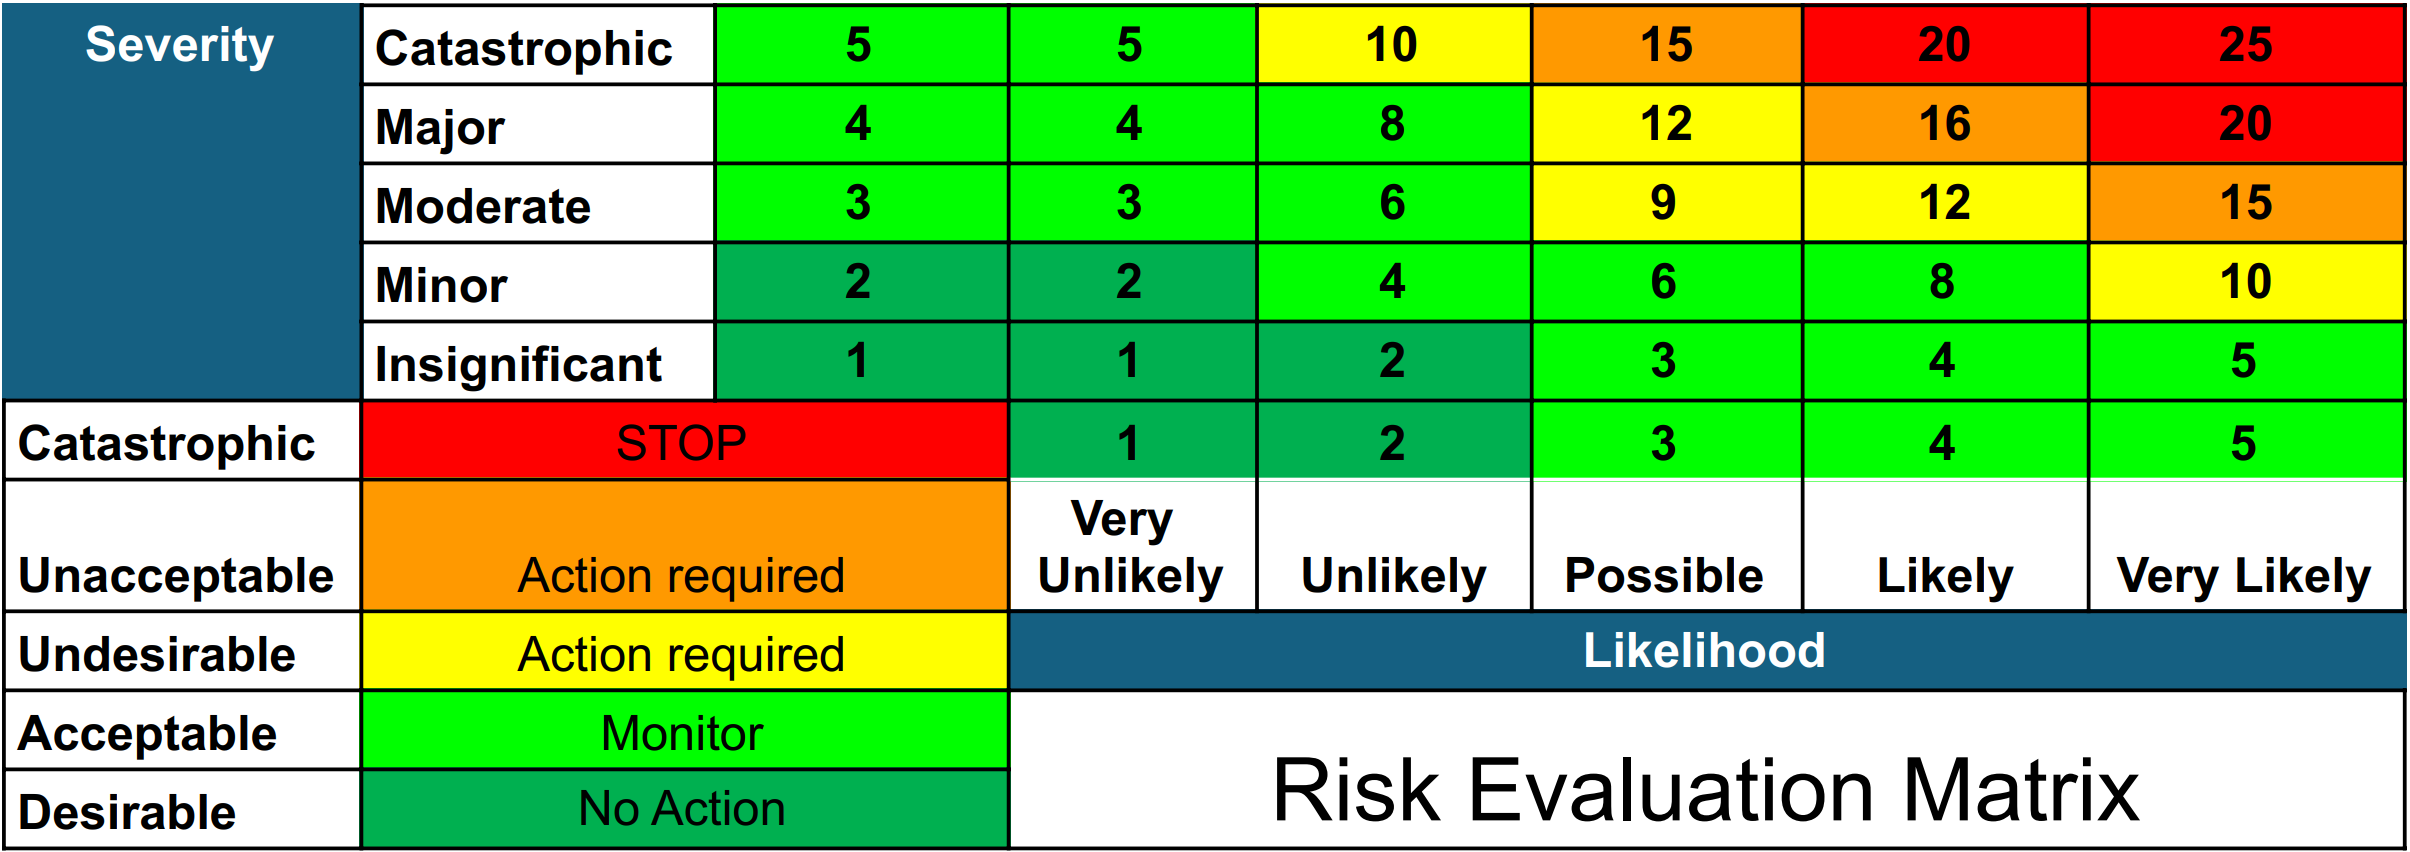 Severity Catastrophic 5 5 10 15 20 25
Major 4 4 8 12 16 20
Moderate 3 3 6 9 12 15
Minor 2 2 4 6 8 10
Insignificant 1 1 2 3 4 5
Catastrophic STOP 1 2 3 4 5
Very
Unacceptable Action required Unlikely Unlikely Possible Likely Very Likely
Undesirable Action required Likelihood
Acceptable Monitor
Risk Evaluation Matrix
Desirable No Action